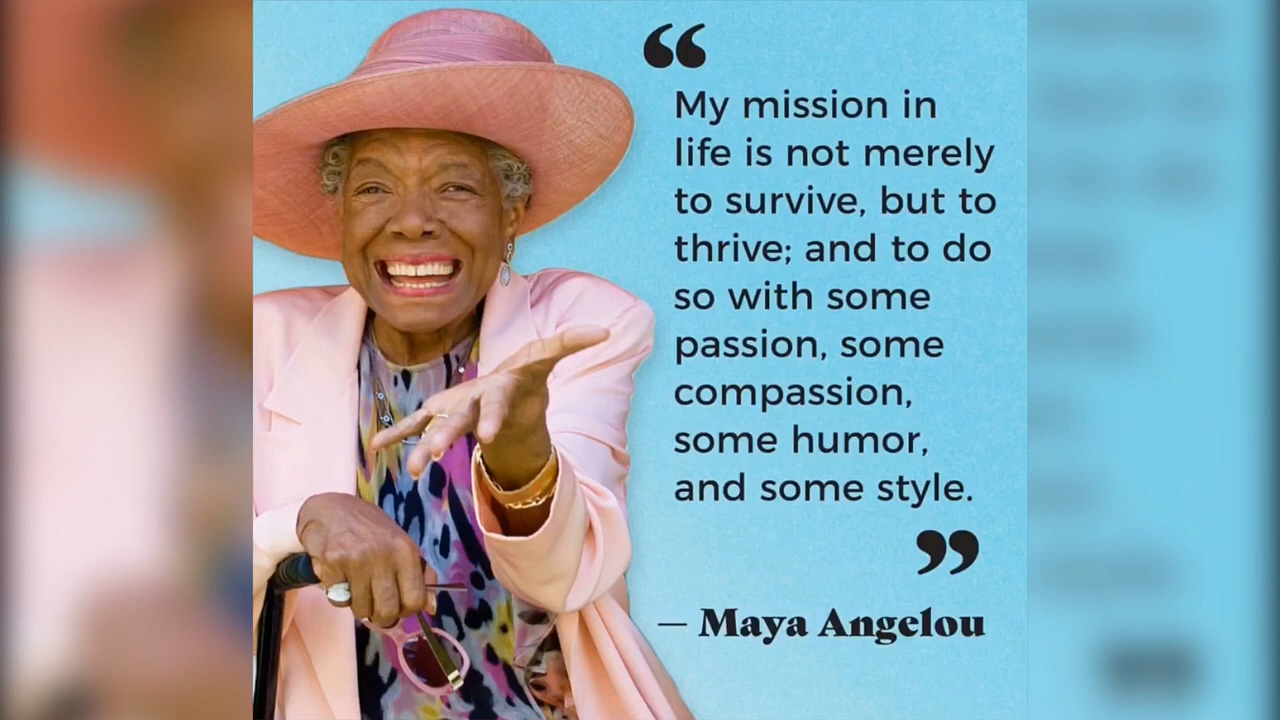 “
My mission in
life is not merely
to survive, but to
thrive; and to do
so with some
passion, some
compassion,
some humor,
and some style.
”
— Maya Angelou